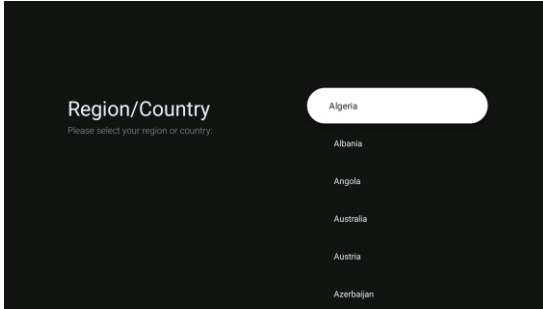 Region/Country
Please select your region or country:
Algeria
Albania
Angola
Australia
Austria
Azerbaijan